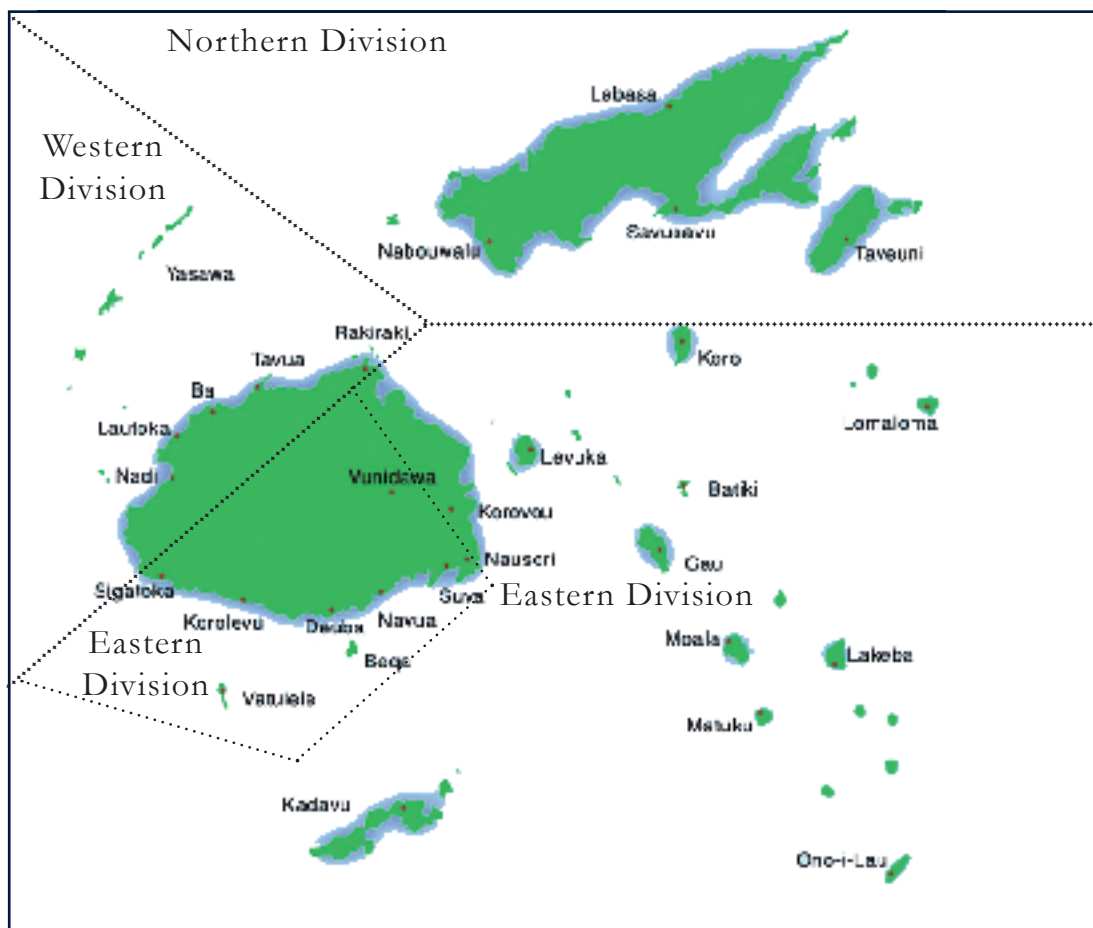 Northern Division
Lebasa
Western
Division
Savusavu
Nabouwalu
Taveuni
Yasawa
Rakiraki
Koro
Tavua
Ba
Lomaloma
Lautoka
Levuka
Nadi
Vunidawa
Batiki
Korovou
Nausori
Gau
Sigatoka
Suva
Eastern Division
Korolevu
Deuba
Navua
Eastern
Division
Beqa
Moala
Lakeba
Vatulele
Matuku
Kadavu
Ono-i-Lau